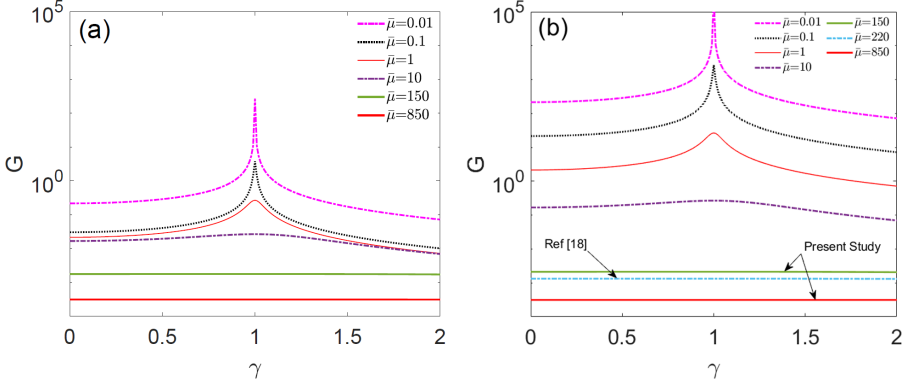 (a)
G
10^5
10^0
μ̄=0.01
μ̄=0.1
μ̄=1
μ̄=10
μ̄=150
μ̄=850
0 0.5 1 1.5 2
γ
(b)
G
10^5
10^0
μ̄=0.01 μ̄=150
μ̄=0.1 μ̄=220
μ̄=1 μ̄=850
μ̄=10
Ref [18]
Present Study
0 0.5 1 1.5 2
γ